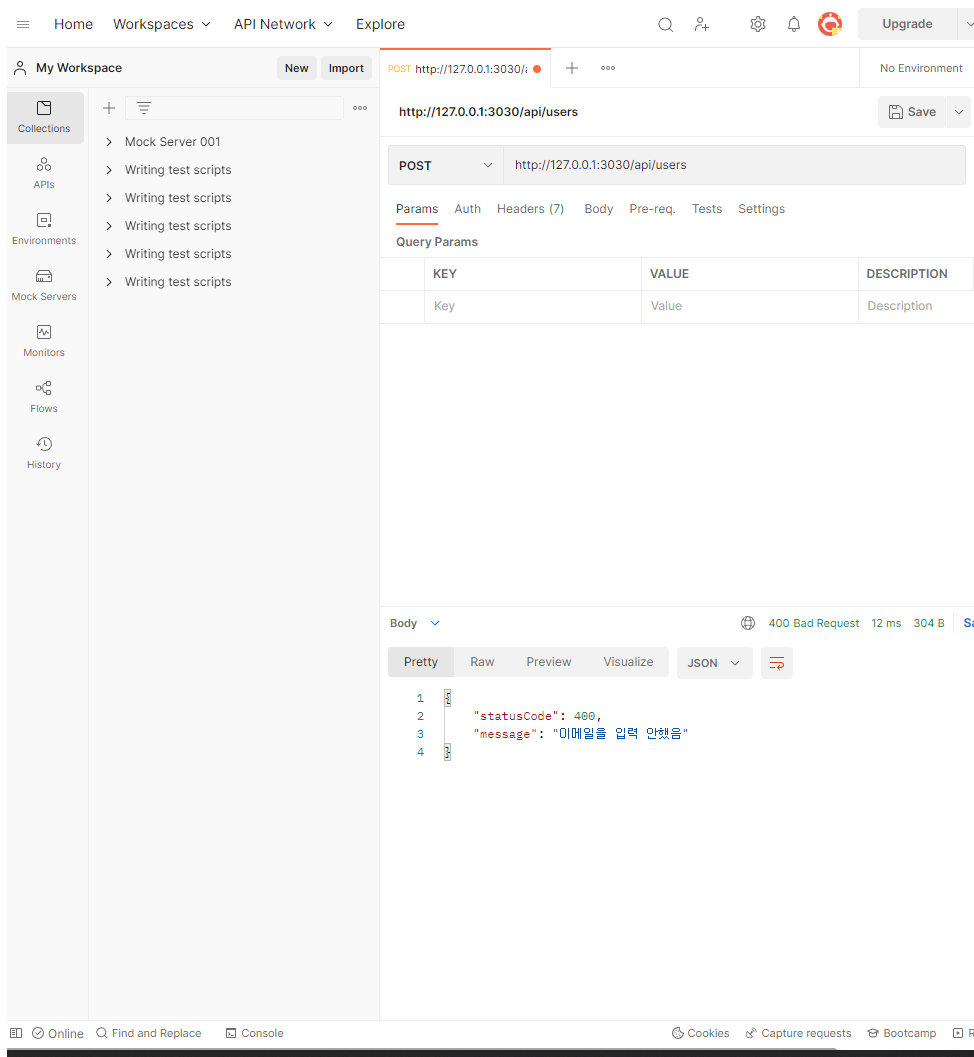 Home Workspaces API Network Explore Upgrade
My Workspace New Import
POST http://127.0.0.1:3030/a No Environment
http://127.0.0.1:3030/api/users Save
Collections
APIs
Environments
Mock Servers
Monitors
Flows
History
Mock Server 001
Writing test scripts
Writing test scripts
Writing test scripts
Writing test scripts
Writing test scripts
POST http://127.0.0.1:3030/api/users
Params Auth Headers (7) Body Pre-req. Tests Settings
Query Params
KEY VALUE DESCRIPTION
Key Value Description
Body 400 Bad Request 12 ms 304 B Sa
Pretty Raw Preview Visualize JSON
1 {
2 "statusCode": 400,
3 "message": "이메일을 입력 안했음"
4 }
Online Find and Replace Console Cookies Capture requests Bootcamp R